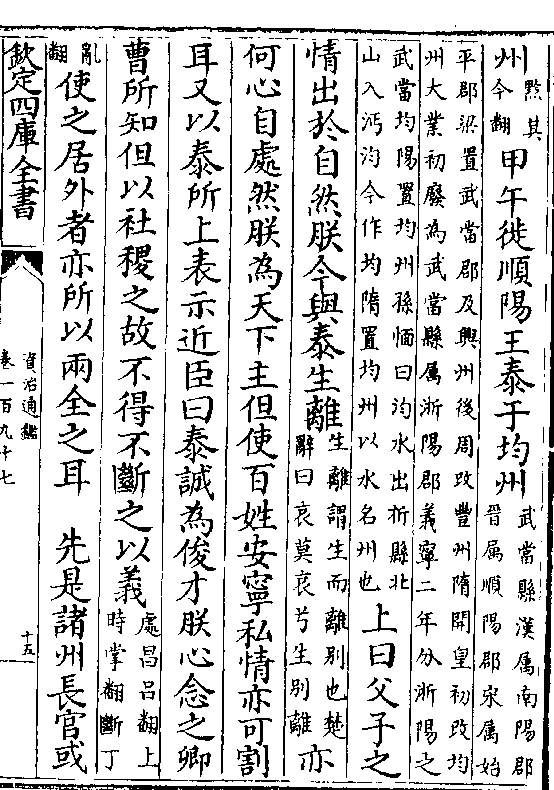 州黔其今翻甲午徙順陽王泰于均州武當縣漢屬南陽郡晉屬順陽郡宋屬始
平郡梁置武當郡及興州後周改豐州隋開皇初改均州大業初廢為武當縣屬淅陽郡義寧二年分淅陽之
武當均陽置均州孫愐曰汮水出析縣北山入沔汮今作均隋置均州以水名州也上曰父子之
情出於自然朕今與泰生離生離謂生而離別也楚辭曰哀莫哀兮生別離亦
何心自處然朕為天下主但使百姓安寧私情亦可割
耳又以泰所上表示近臣曰泰誠為俊才朕心念之卿
曹所知但以社稷之故不得不斷之以義處昌呂翻上時掌翻斷丁
亂翻使之居外者亦所以兩全之耳　先是諸州長官或
欽定四庫全書
資治通鑑
卷一百九十七
十五